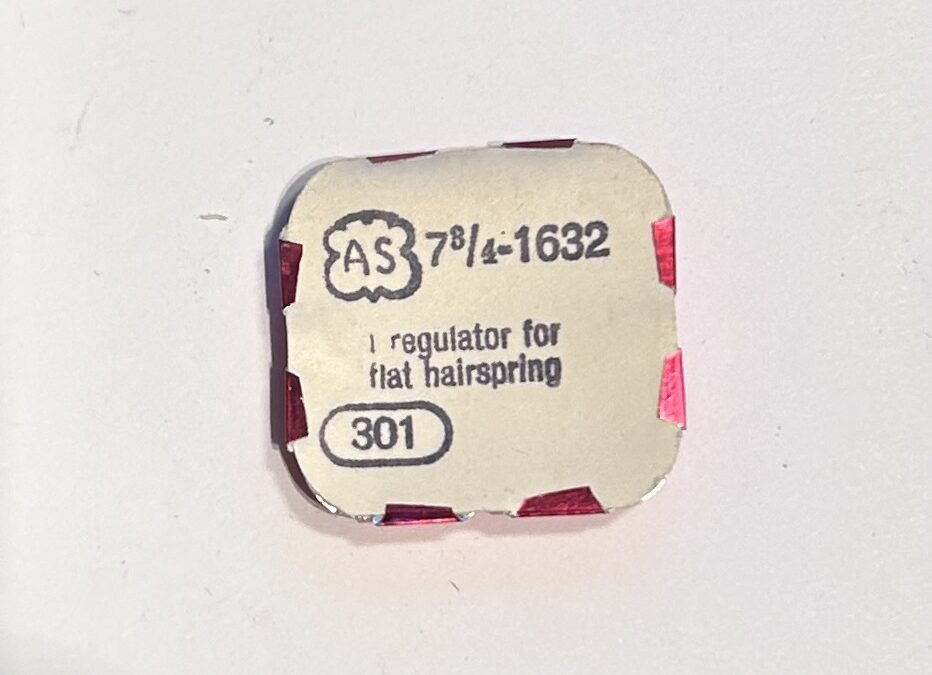 AS 7³/₄-1632
1 regulator for
flat hairspring
301